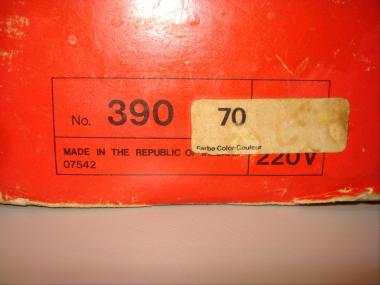 No. 390
70
Farbe·Color·Couleur
MADE IN THE REPUBLIC OF
220V
07542